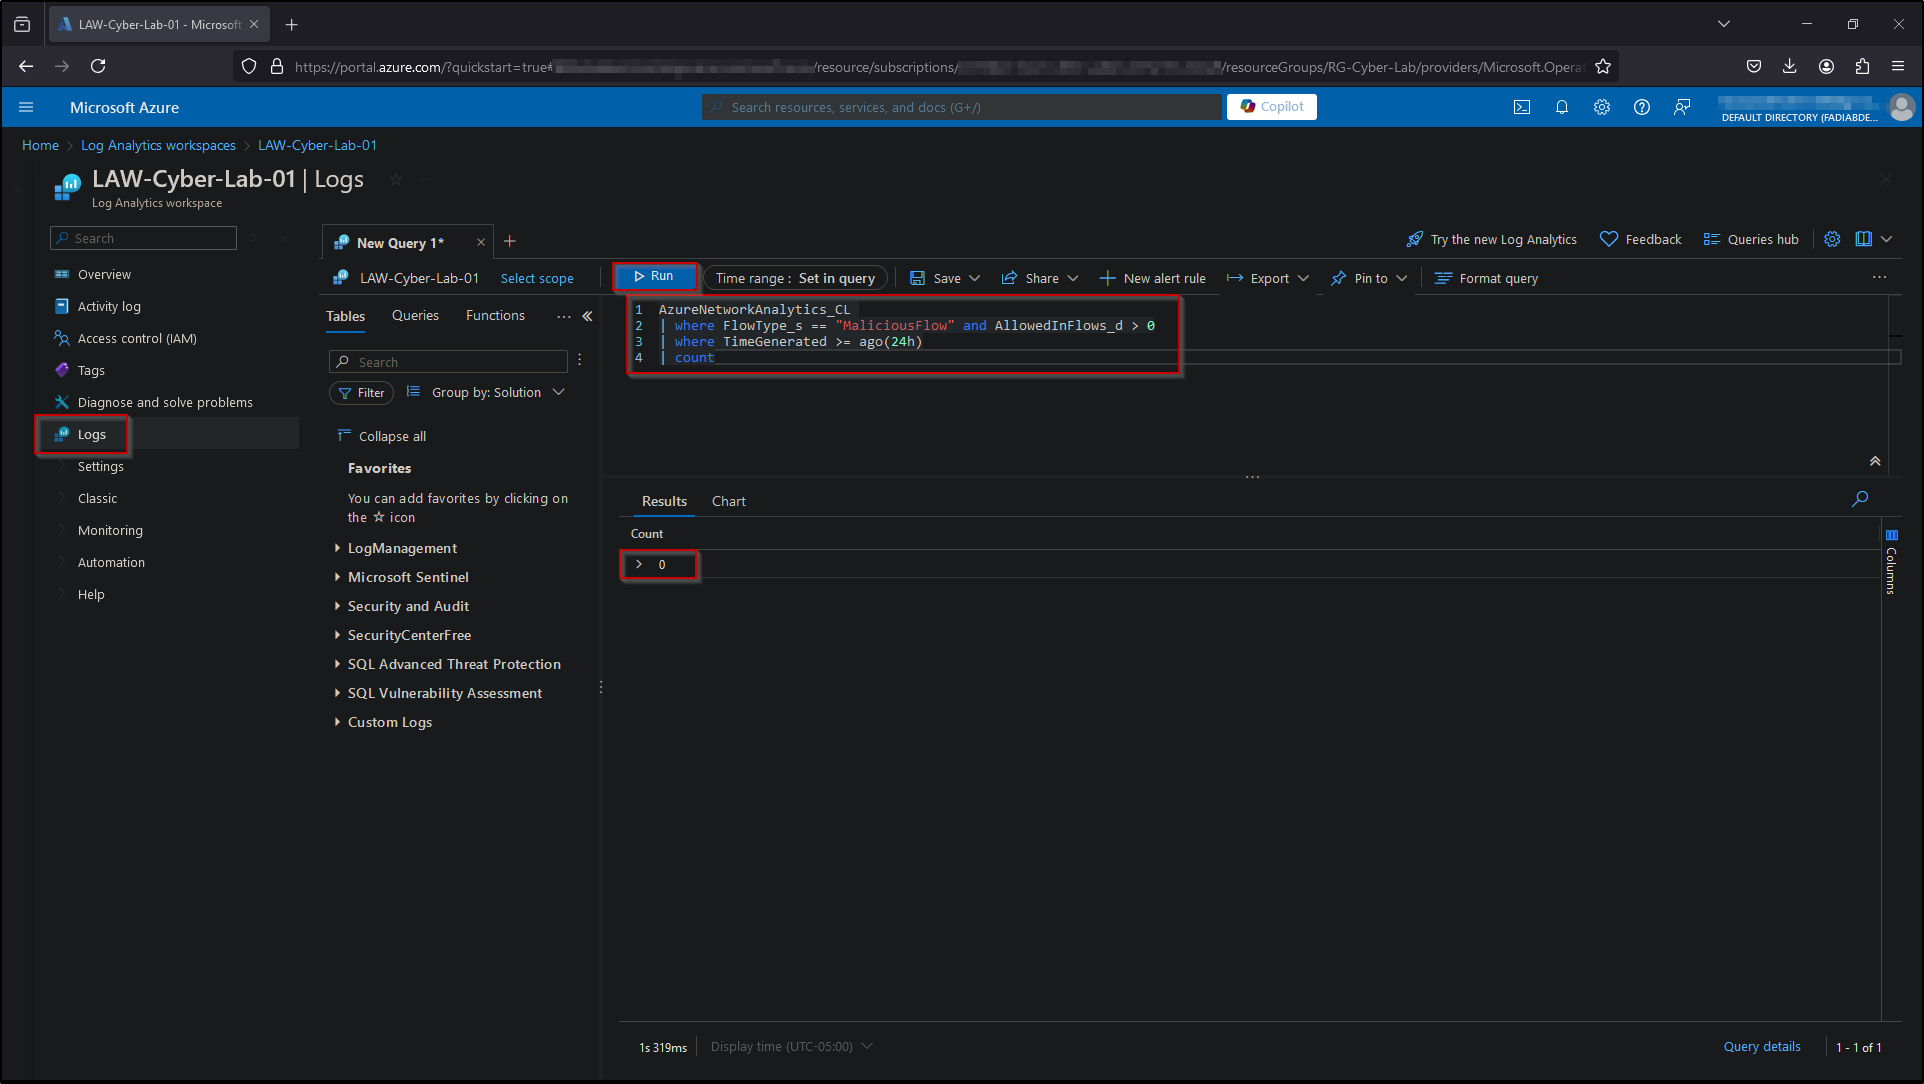 LAW-Cyber-Lab-01 - Microsoft
https://portal.azure.com/?quickstart=true#
/resource/subscriptions/
/resourceGroups/RG-Cyber-Lab/providers/Microsoft.Opera
Microsoft Azure
Search resources, services, and docs (G+/)
Copilot
DEFAULT DIRECTORY (FADIABDE...
Home > Log Analytics workspaces > LAW-Cyber-Lab-01
LAW-Cyber-Lab-01 | Logs
Log Analytics workspace
Search
Overview
Activity log
Access control (IAM)
Tags
Diagnose and solve problems
Logs
Settings
Classic
Monitoring
Automation
Help
New Query 1*
Try the new Log Analytics
Feedback
Queries hub
LAW-Cyber-Lab-01
Select scope
Run
Time range : Set in query
Save
Share
New alert rule
Export
Pin to
Format query
Tables
Queries
Functions
Search
Filter
Group by: Solution
Collapse all
Favorites
You can add favorites by clicking on
the ☆ icon
LogManagement
Microsoft Sentinel
Security and Audit
SecurityCenterFree
SQL Advanced Threat Protection
SQL Vulnerability Assessment
Custom Logs
1 AzureNetworkAnalytics_CL
2 | where FlowType_s == "MaliciousFlow" and AllowedInFlows_d > 0
3 | where TimeGenerated >= ago(24h)
4 | count
Results
Chart
Count
> 0
Columns
1s 319ms
Display time (UTC-05:00)
Query details
1 - 1 of 1